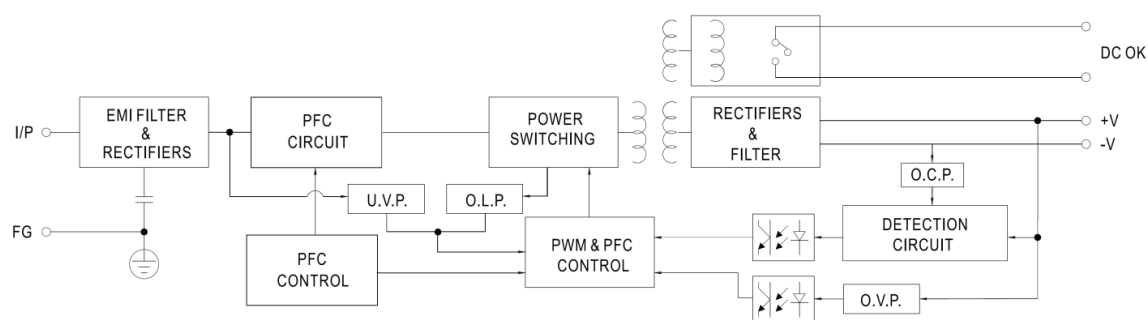 DC OK
I/P
EMI FILTER
&
RECTIFIERS
PFC
CIRCUIT
POWER
SWITCHING
RECTIFIERS
&
FILTER
+V
-V
U.V.P.
O.L.P.
O.C.P.
FG
PFC
CONTROL
PWM & PFC
CONTROL
DETECTION
CIRCUIT
O.V.P.